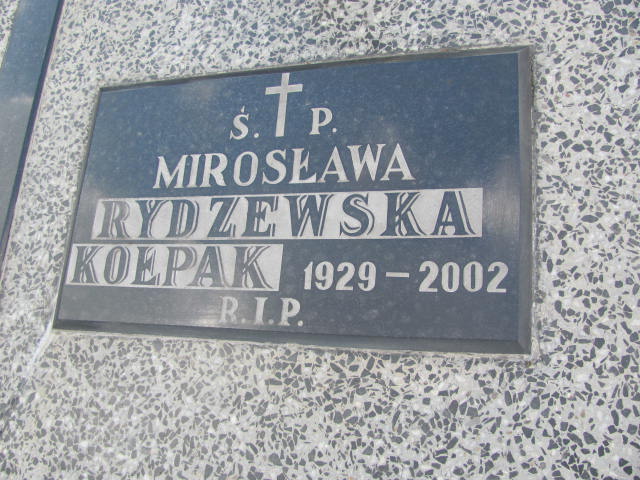 Ś. P.
MIROSŁAWA
RYDZEWSKA
KOŁPAK 1929 – 2002
R.I.P.